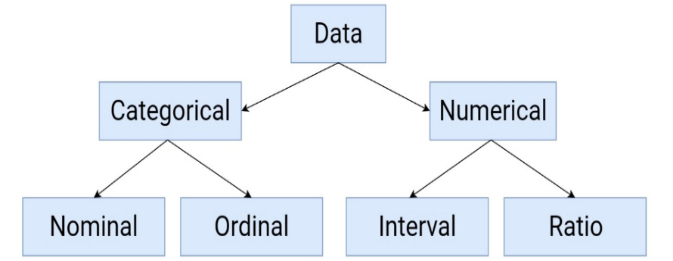 Data
Categorical
Numerical
Nominal
Ordinal
Interval
Ratio